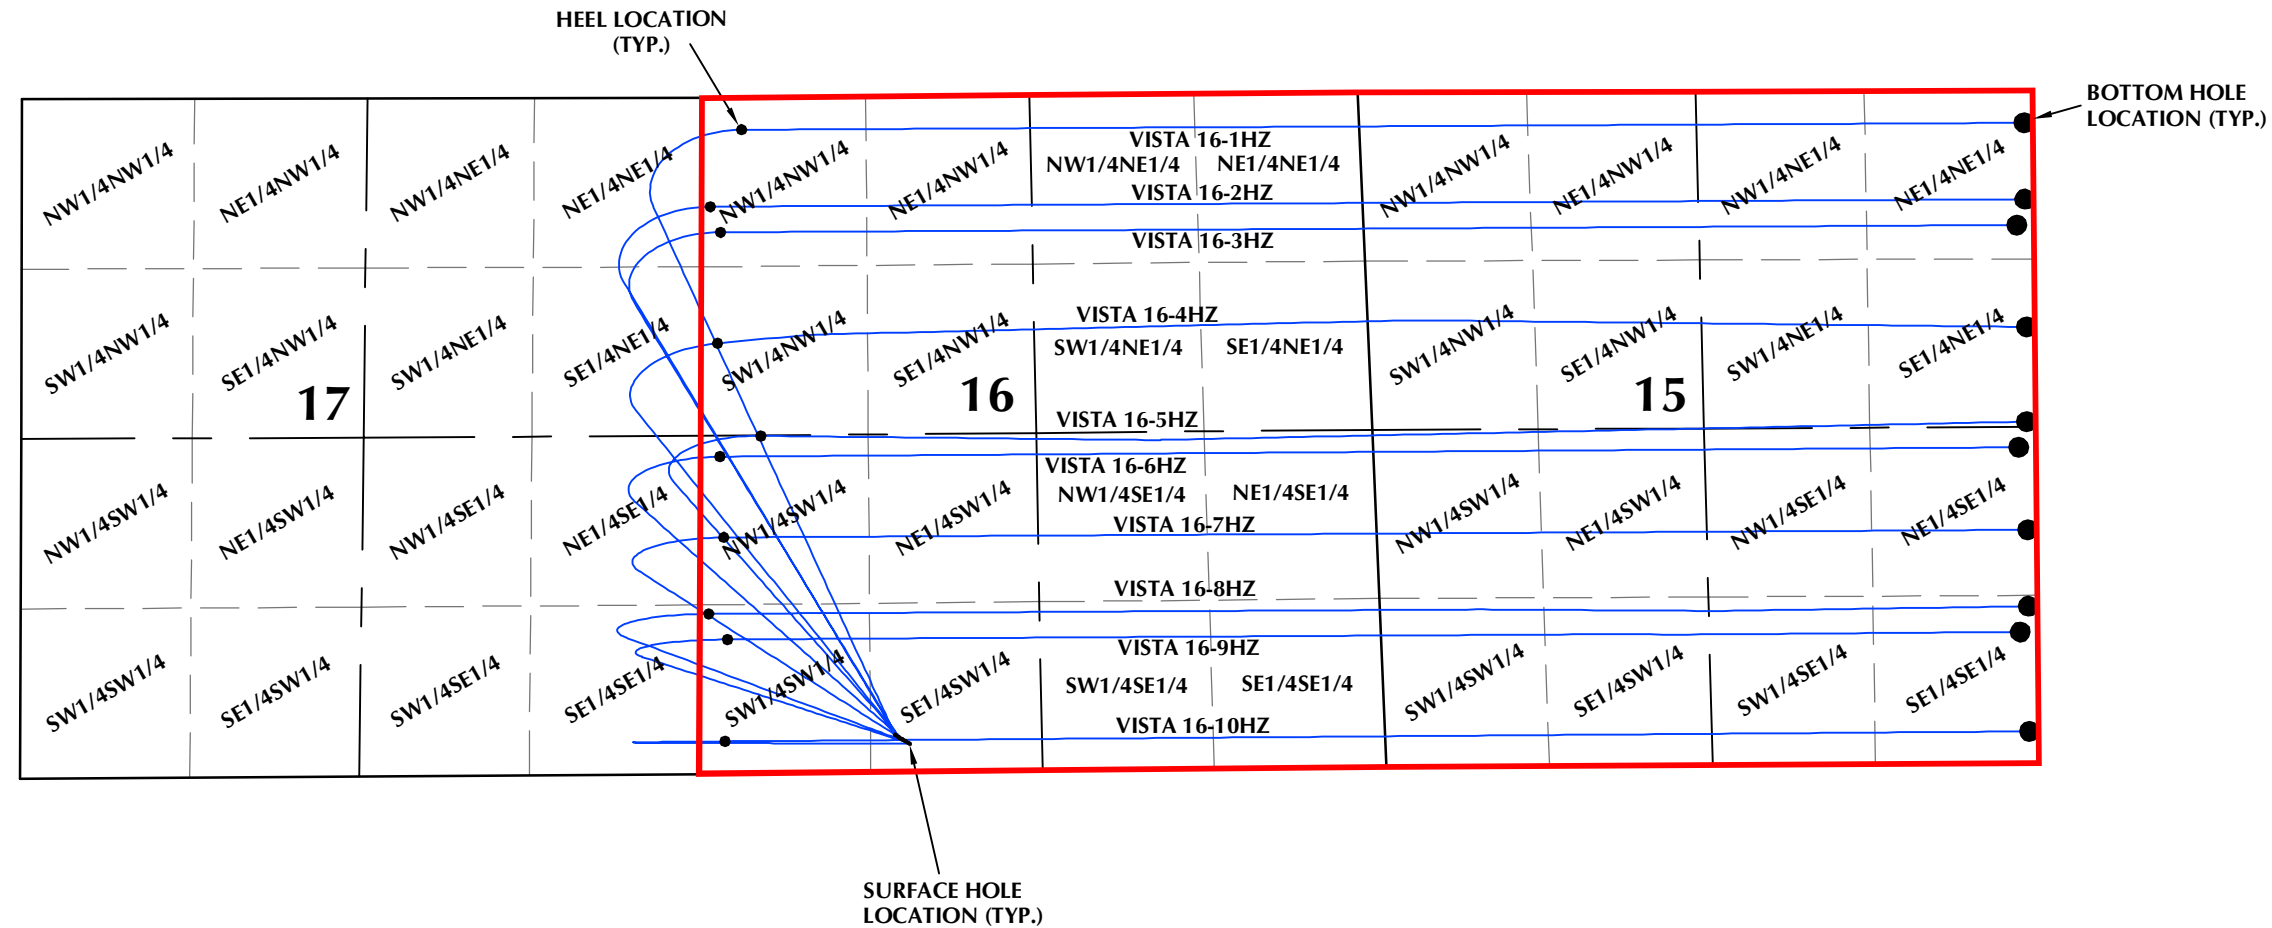 HEEL LOCATION
(TYP.)
BOTTOM HOLE
LOCATION (TYP.)
VISTA 16-1HZ
NW1/4NW1/4
NE1/4NW1/4
NW1/4NE1/4
NE1/4NE1/4
NW1/4NW1/4
NE1/4NW1/4
NW1/4NE1/4 NE1/4NE1/4
NW1/4NW1/4
NE1/4NW1/4
NW1/4NE1/4
NE1/4NE1/4
VISTA 16-2HZ
VISTA 16-3HZ
VISTA 16-4HZ
SW1/4NW1/4
SE1/4NW1/4
SW1/4NE1/4
SE1/4NE1/4
SW1/4NW1/4
SE1/4NW1/4
SW1/4NE1/4 SE1/4NE1/4
SW1/4NW1/4
SE1/4NW1/4
SW1/4NE1/4
SE1/4NE1/4
17
16
15
VISTA 16-5HZ
VISTA 16-6HZ
NW1/4SW1/4
NE1/4SW1/4
NW1/4SE1/4
NE1/4SE1/4
NW1/4SW1/4
NE1/4SW1/4
NW1/4SE1/4 NE1/4SE1/4
NW1/4SW1/4
NE1/4SW1/4
NW1/4SE1/4
NE1/4SE1/4
VISTA 16-7HZ
VISTA 16-8HZ
VISTA 16-9HZ
SW1/4SW1/4
SE1/4SW1/4
SW1/4SE1/4
SE1/4SE1/4
SW1/4SW1/4
SE1/4SW1/4
SW1/4SE1/4 SE1/4SE1/4
SW1/4SW1/4
SE1/4SW1/4
SW1/4SE1/4
SE1/4SE1/4
VISTA 16-10HZ
SURFACE HOLE
LOCATION (TYP.)